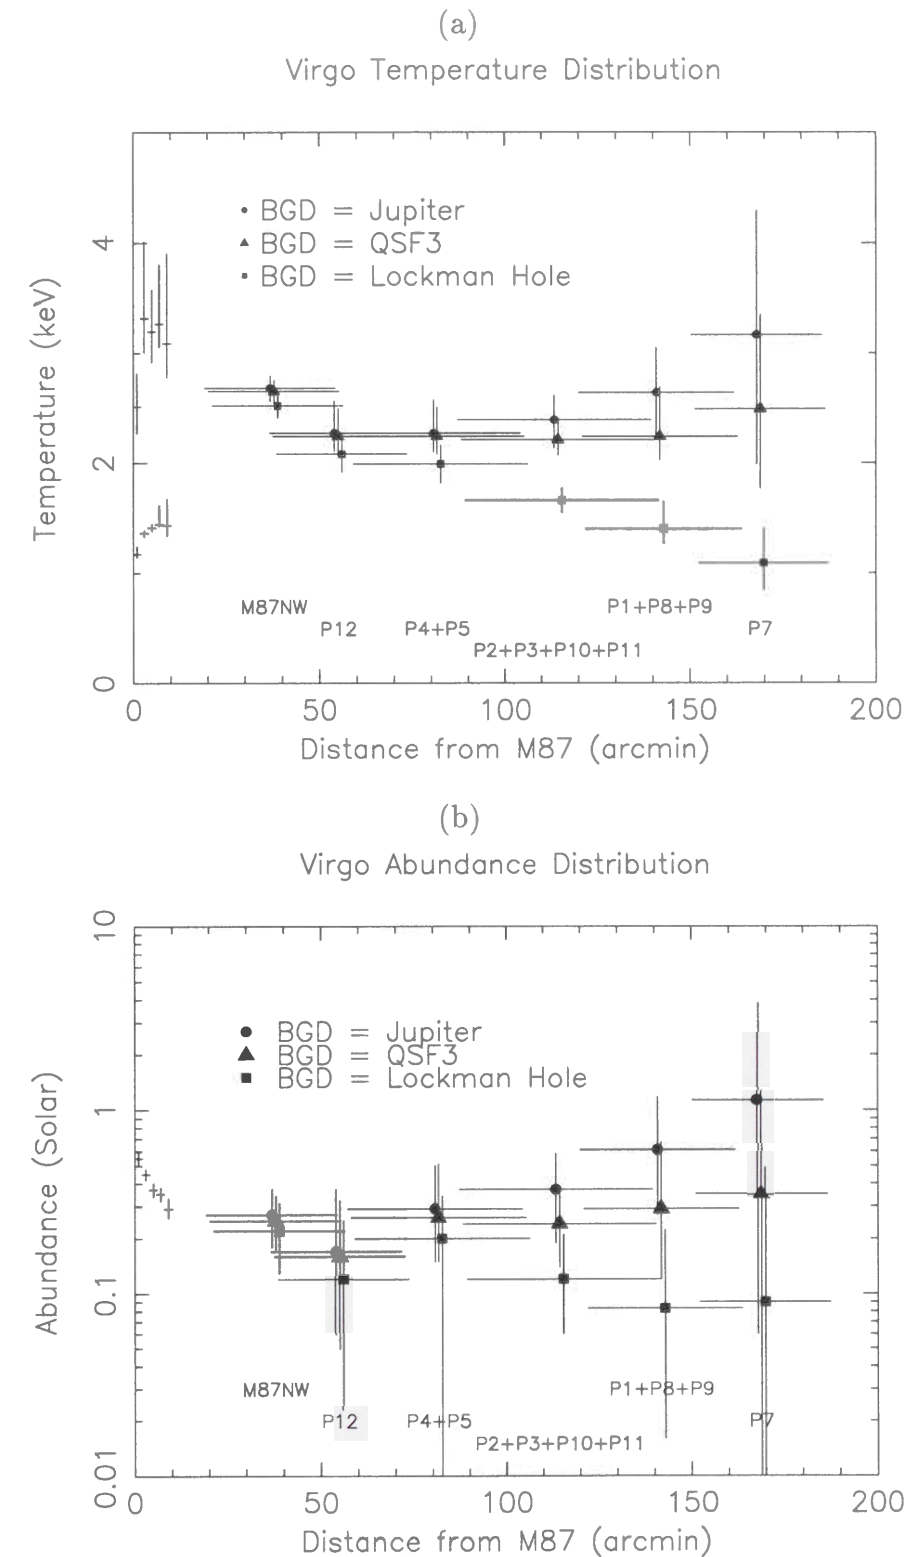 (a)
Virgo Temperature Distribution
BGD = Jupiter
4
BGD = QSF3
BGD = Lockman Hole
Temperature (keV)
2
M87NW
P1+P8+P9
P12
P4+P5
P7
P2+P3+P10+P11
0
0 50 100 150 200
Distance from M87 (arcmin)
(b)
Virgo Abundance Distribution
10
BGD = Jupiter
BGD = QSF3
BGD = Lockman Hole
1
Abundance (Solar)
0.1
M87NW
P1+P8+P9
P12
P4+P5
P7
P2+P3+P10+P11
0.01
0 50 100 150 200
Distance from M87 (arcmin)